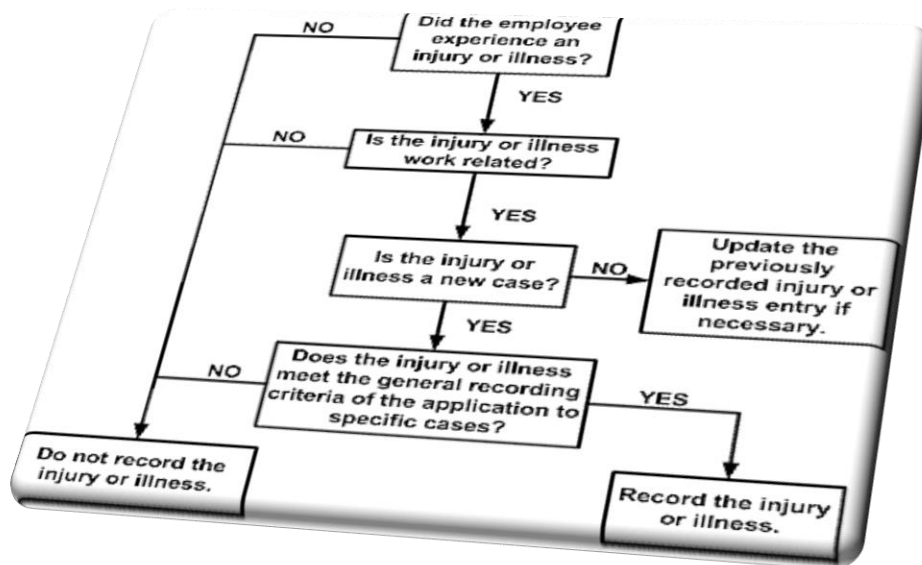 NO
Did the employee
experience an
injury or illness?
YES
NO
Is the injury or illness
work related?
YES
Is the injury or
illness a new case?
NO
Update the
previously
recorded injury or
illness entry if
necessary.
YES
NO
Does the injury or illness
meet the general recording
criteria of the application to
specific cases?
YES
Do not record the
injury or illness.
Record the injury
or illness.